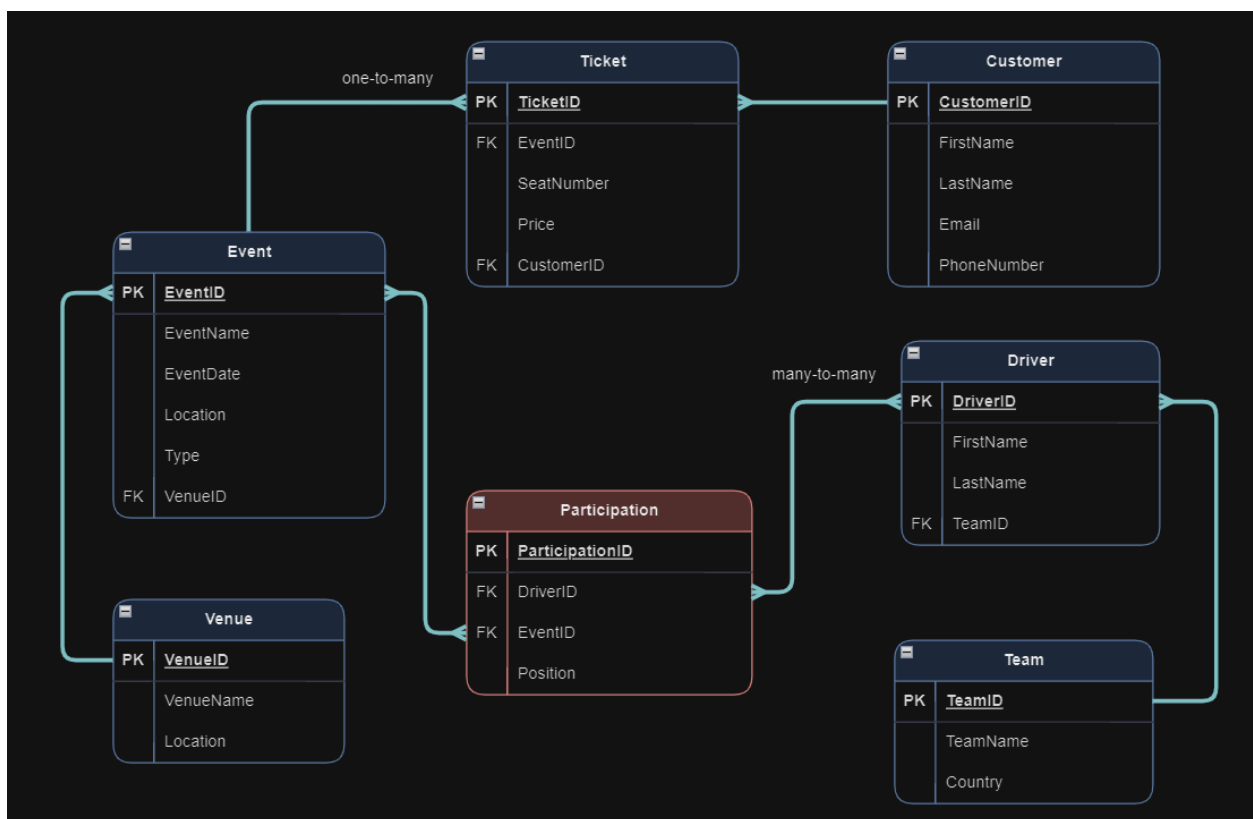 one-to-many
Ticket
PK TicketID
FK EventID
SeatNumber
Price
FK CustomerID
Customer
PK CustomerID
FirstName
LastName
Email
PhoneNumber
Event
PK EventID
EventName
EventDate
Location
Type
FK VenueID
many-to-many
Driver
PK DriverID
FirstName
LastName
FK TeamID
Participation
PK ParticipationID
FK DriverID
FK EventID
Position
Venue
PK VenueID
VenueName
Location
Team
PK TeamID
TeamName
Country